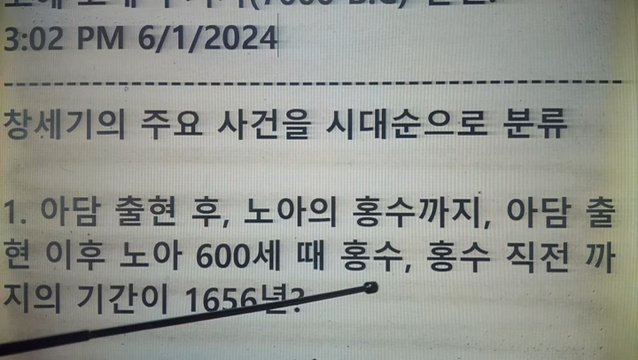 3:02 PM 6/1/2024
창세기의 주요 사건을 시대순으로 분류
1. 아담 출현 후, 노아의 홍수까지, 아담 출
현 이후 노아 600세 때 홍수, 홍수 직전 까
지의 기간이 1656년?